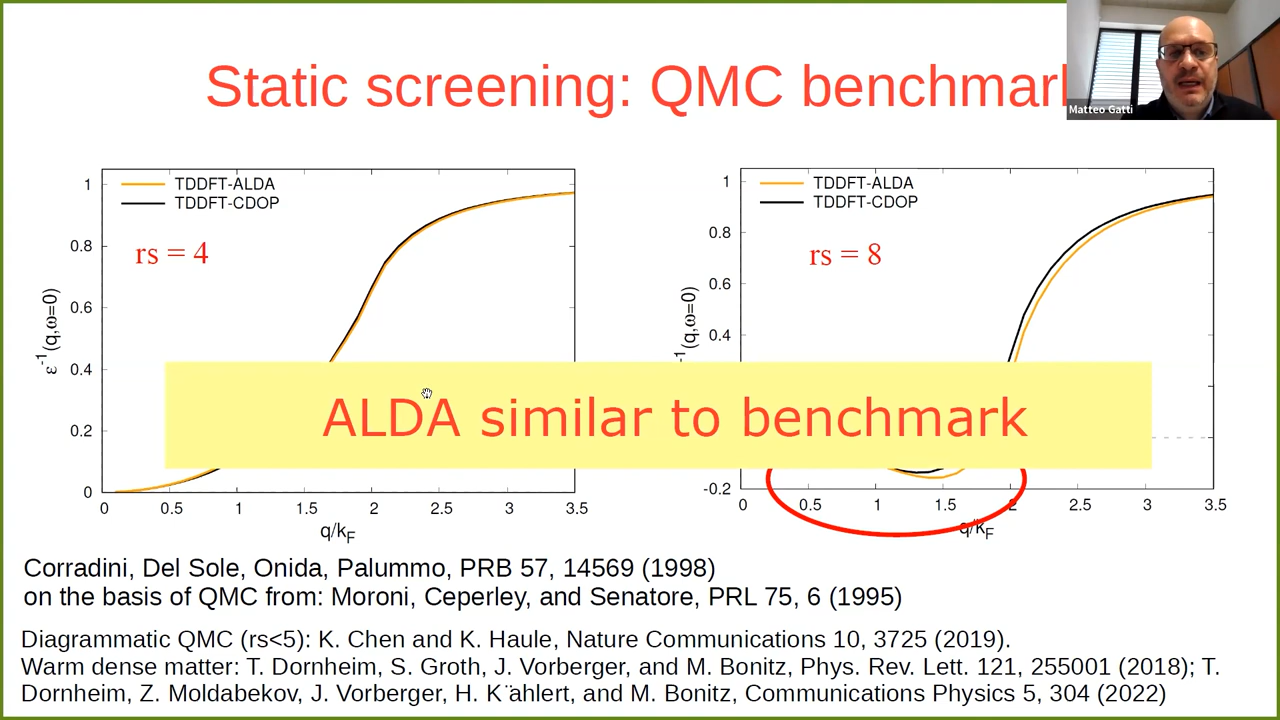 Static screening: QMC benchmark
Matteo Gatti
TDDFT-ALDA
TDDFT-CDOP
rs = 4
1
0.8
0.6
0.4
0.2
0
ε⁻¹(q,ω=0)
0 0.5 1 1.5 2 2.5 3 3.5
q/kF
TDDFT-ALDA
TDDFT-CDOP
rs = 8
1
0.8
0.6
0.4
-0.2
⁻¹(q,ω=0)
0 0.5 1 1.5 2 2.5 3 3.5
q/kF
ALDA similar to benchmark
Corradini, Del Sole, Onida, Palummo, PRB 57, 14569 (1998)
on the basis of QMC from: Moroni, Ceperley, and Senatore, PRL 75, 6 (1995)
Diagrammatic QMC (rs<5): K. Chen and K. Haule, Nature Communications 10, 3725 (2019).
Warm dense matter: T. Dornheim, S. Groth, J. Vorberger, and M. Bonitz, Phys. Rev. Lett. 121, 255001 (2018); T.
Dornheim, Z. Moldabekov, J. Vorberger, H. K¨ahlert, and M. Bonitz, Communications Physics 5, 304 (2022)